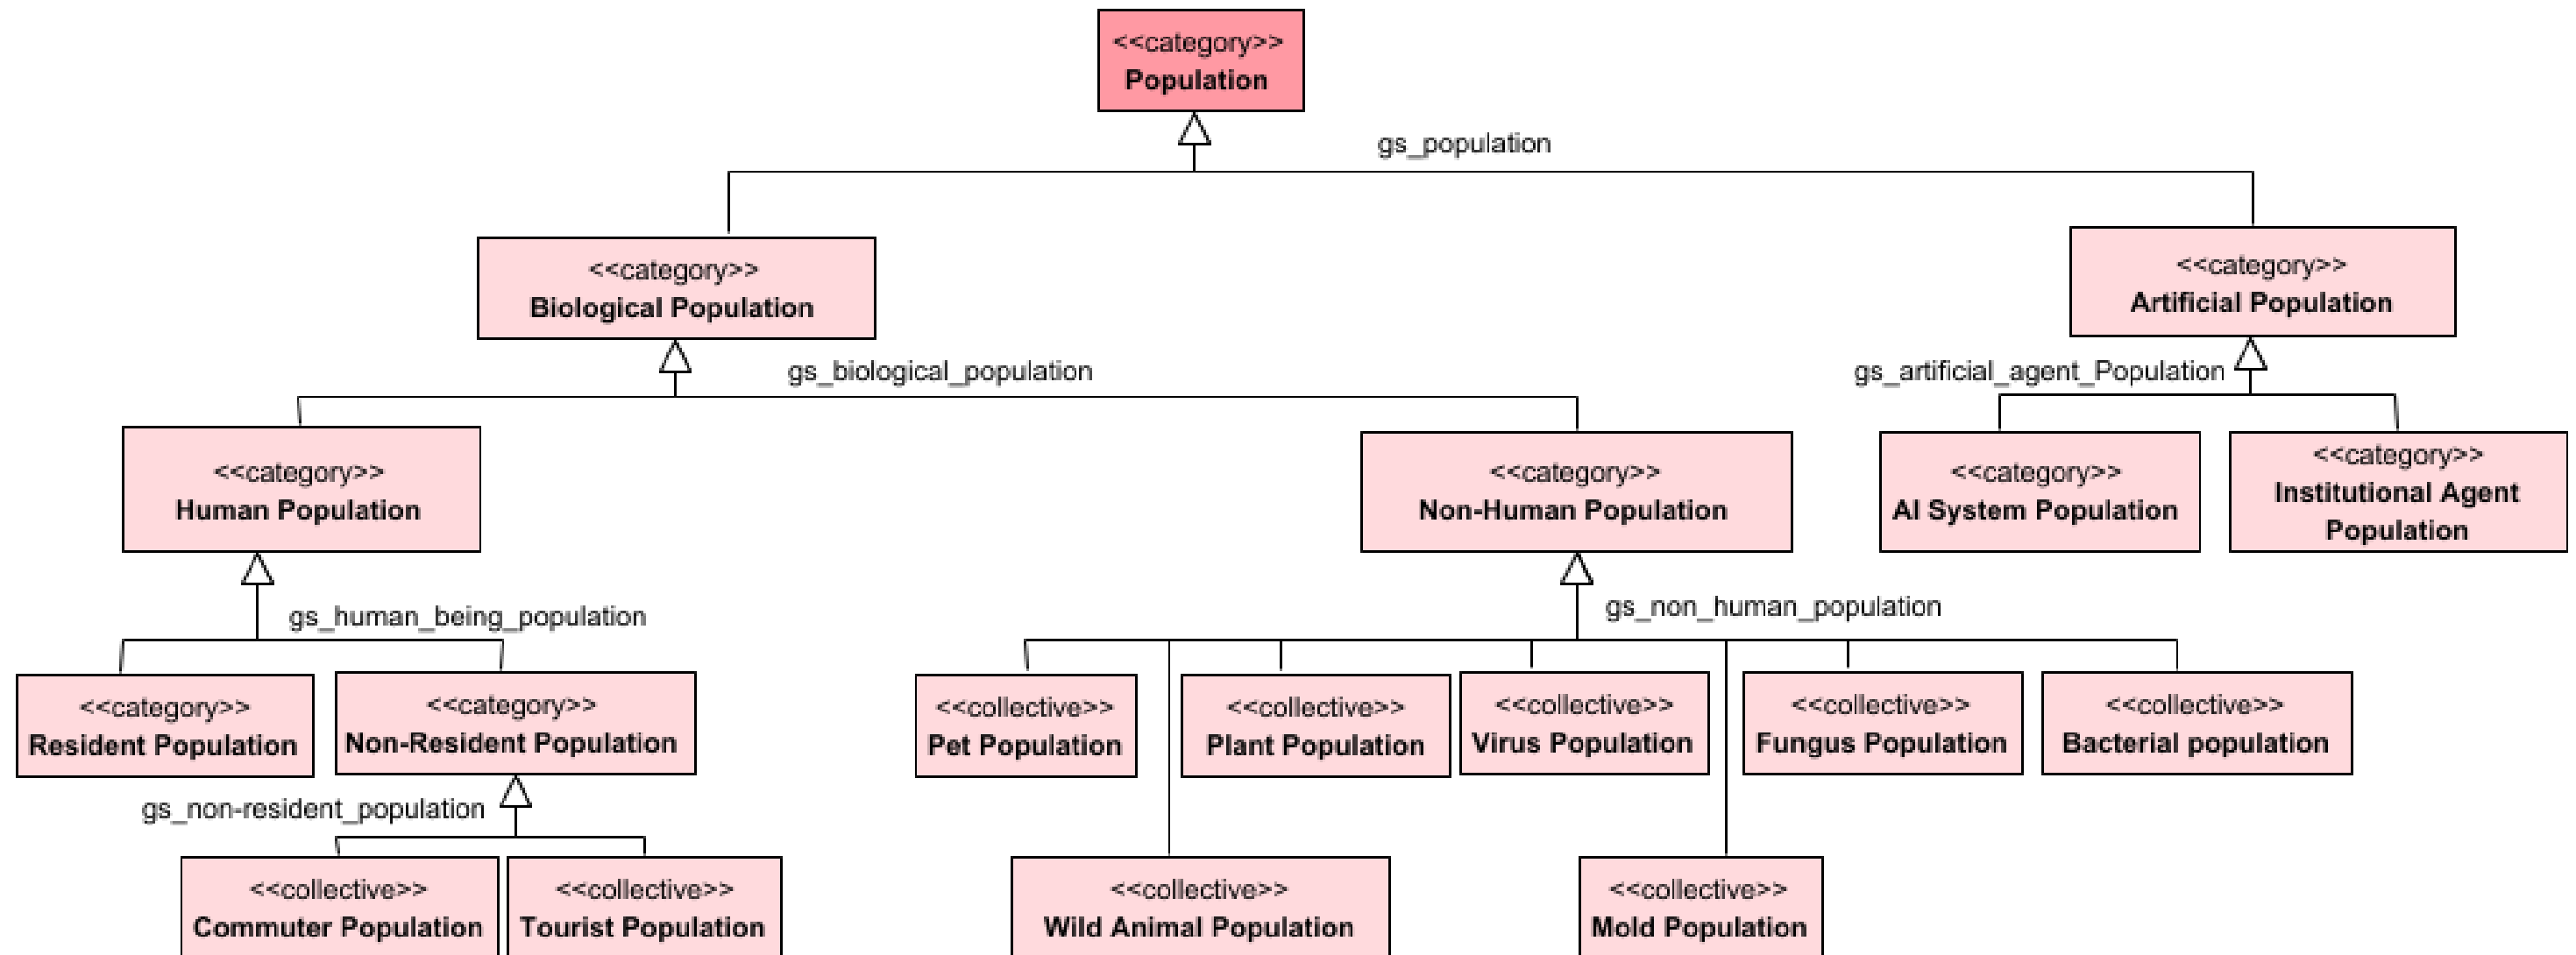 <<category>>
Population
gs_population
<<category>>
Biological Population
<<category>>
Artificial Population
gs_biological_population
gs_artificial_agent_Population
<<category>>
Human Population
<<category>>
Non-Human Population
<<category>>
AI System Population
<<category>>
Institutional Agent
Population
gs_human_being_population
gs_non_human_population
<<category>>
Resident Population
<<category>>
Non-Resident Population
<<collective>>
Pet Population
<<collective>>
Plant Population
<<collective>>
Virus Population
<<collective>>
Fungus Population
<<collective>>
Bacterial population
gs_non-resident_population
<<collective>>
Commuter Population
<<collective>>
Tourist Population
<<collective>>
Wild Animal Population
<<collective>>
Mold Population